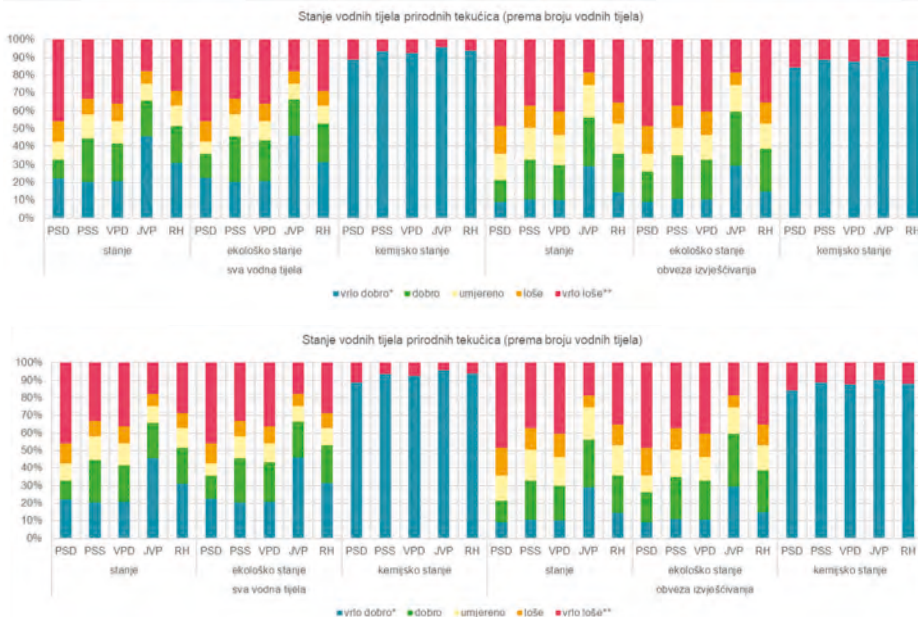 Stanje vodnih tijela prirodnih tekućica (prema broju vodnih tijela)
100%
90%
80%
70%
60%
50%
40%
30%
20%
10%
0%
PSD PSS VPD JVP RH PSD PSS VPD JVP RH PSD PSS VPD JVP RH PSD PSS VPD JVP RH PSD PSS VPD JVP RH PSD PSS VPD JVP RH
stanje ekološko stanje kemijsko stanje stanje ekološko stanje kemijsko stanje
sva vodna tijela obveza izvješćivanja
vrlo dobro* dobro umjereno loše vrlo loše**
Stanje vodnih tijela prirodnih tekućica (prema broju vodnih tijela)
100%
90%
80%
70%
60%
50%
40%
30%
20%
10%
0%
PSD PSS VPD JVP RH PSD PSS VPD JVP RH PSD PSS VPD JVP RH PSD PSS VPD JVP RH PSD PSS VPD JVP RH PSD PSS VPD JVP RH
stanje ekološko stanje kemijsko stanje stanje ekološko stanje kemijsko stanje
sva vodna tijela obveza izvješćivanja
vrlo dobro* dobro umjereno loše vrlo loše**